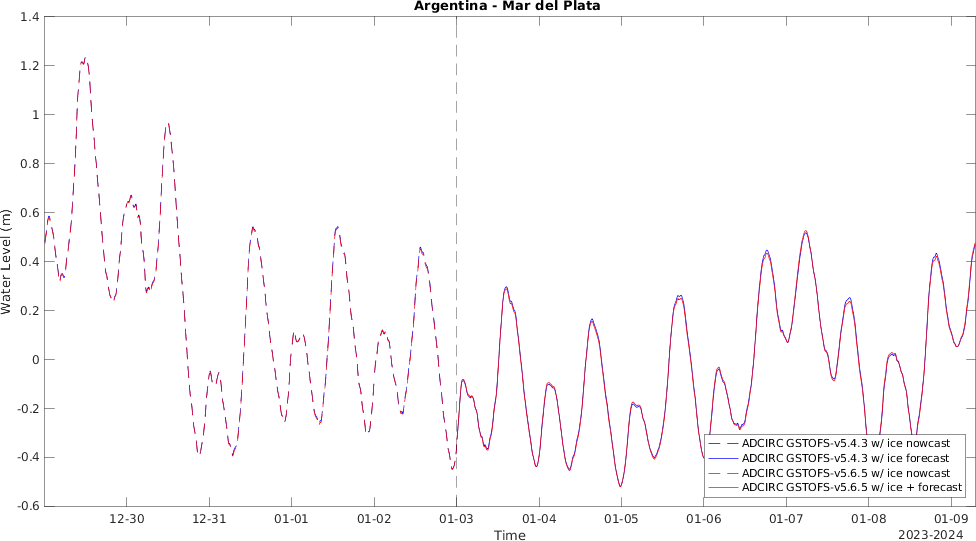 Argentina - Mar del Plata
1.4
1.2
1
0.8
0.6
0.4
0.2
0
-0.2
-0.4
-0.6
Water Level (m)
12-30 12-31 01-01 01-02 01-03 01-04 01-05 01-06 01-07 01-08 01-09
Time
2023-2024
ADCIRC GSTOFS-v5.4.3 w/ ice nowcast
ADCIRC GSTOFS-v5.4.3 w/ ice forecast
ADCIRC GSTOFS-v5.6.5 w/ ice nowcast
ADCIRC GSTOFS-v5.6.5 w/ ice + forecast